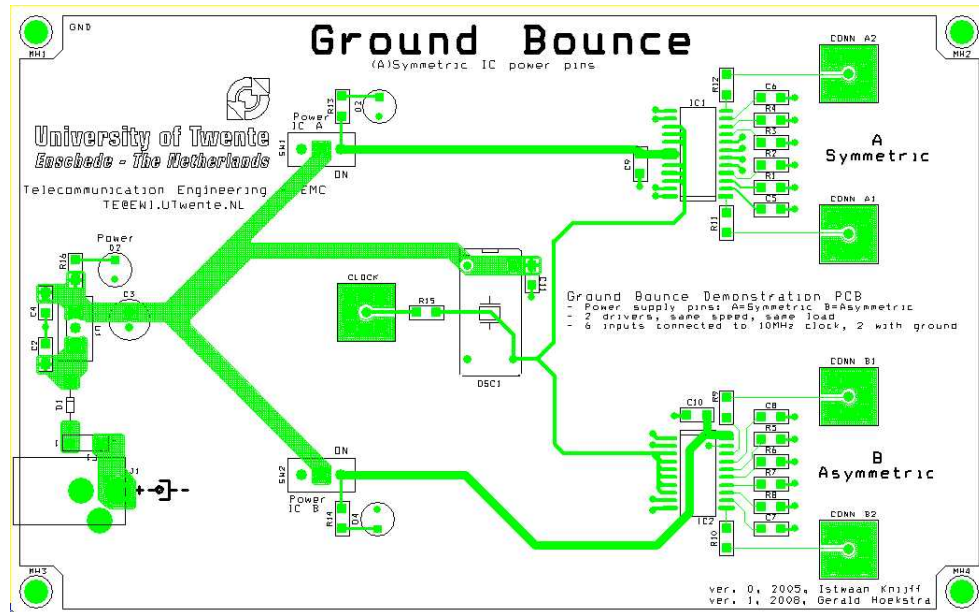 GND
Ground Bounce
(A)Symmetric IC power pins
MH1
MH2
CONN A2
R13
D2
R12
C6
IC1
R4
Power
IC A
SW1
ON
R3
R2
R1
C5
C9
A
Symmetric
University of Twente
Enschede - The Netherlands
Telecommunication Engineering - EMC
TE@EWI.UTwente.NL
CONN A1
R11
Power
D2
R16
C3
C4
C2
CLOCK
R15
C11
OSC1
Ground Bounce Demonstration PCB
- Power supply pins: A=Symmetric B=Asymmetric
- 2 drivers, same speed, same load
- 6 inputs connected to 10MHz clock, 2 with ground
D1
CONN B1
R9
C10
C8
R5
R6
R7
R8
C7
B
Asymmetric
J1
ON
SW2
Power
IC B
R14
D4
IC2
R10
CONN B2
MH3
MH4
ver. 0, 2005, Istwaan Knijff
ver. 1, 2008, Gerald Hoekstra